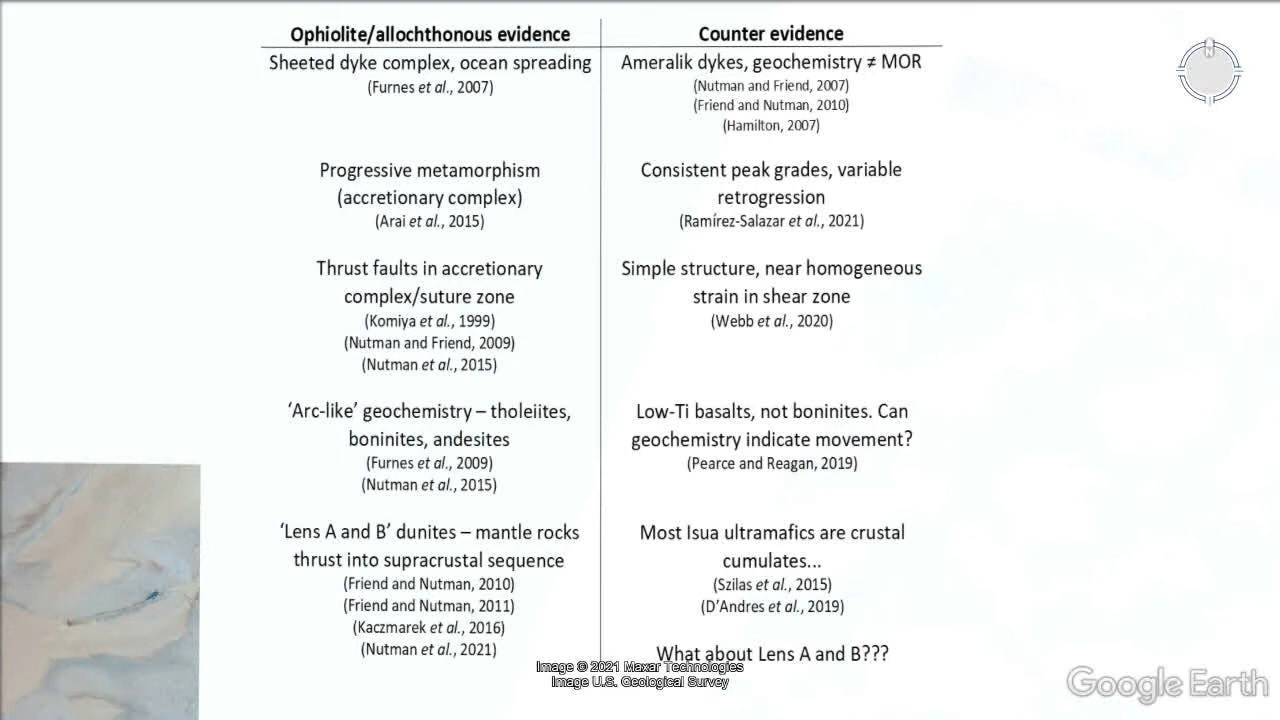 Ophiolite/allochthonous evidence
Sheeted dyke complex, ocean spreading
(Furnes et al., 2007)
Progressive metamorphism
(accretionary complex)
(Arai et al., 2015)
Thrust faults in accretionary
complex/suture zone
(Komiya et al., 1999)
(Nutman and Friend, 2009)
(Nutman et al., 2015)
‘Arc-like’ geochemistry – tholeiites,
boninites, andesites
(Furnes et al., 2009)
(Nutman et al., 2015)
‘Lens A and B’ dunites – mantle rocks
thrust into supracrustal sequence
(Friend and Nutman, 2010)
(Friend and Nutman, 2011)
(Kaczmarek et al., 2016)
(Nutman et al., 2021)
Counter evidence
Ameralik dykes, geochemistry ≠ MOR
(Nutman and Friend, 2007)
(Friend and Nutman, 2010)
(Hamilton, 2007)
Consistent peak grades, variable
retrogression
(Ramírez-Salazar et al., 2021)
Simple structure, near homogeneous
strain in shear zone
(Webb et al., 2020)
Low-Ti basalts, not boninites. Can
geochemistry indicate movement?
(Pearce and Reagan, 2019)
Most Isua ultramafics are crustal
cumulates...
(Szilas et al., 2015)
(D’Andres et al., 2019)
What about Lens A and B???
Image © 2021 Maxar Technologies
Image U.S. Geological Survey
N
Google Earth